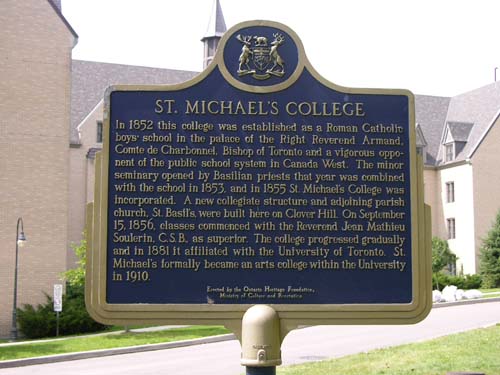 ST. MICHAEL'S COLLEGE
In 1852 this college was established as a Roman Catholic
boys' school in the palace of the Right Reverend Armand,
Comte de Charbonnel, Bishop of Toronto and a vigorous oppo-
nent of the public school system in Canada West. The minor
seminary opened by Basilian priests that year was combined
with the school in 1853, and in 1855 St. Michael's College was
incorporated. A new collegiate structure and adjoining parish
church, St. Basil's, were built here on Clover Hill. On September
15, 1856, classes commenced with the Reverend Jean Mathieu
Soulerin, C.S.B., as superior. The college progressed gradually
and in 1881 it affiliated with the University of Toronto. St.
Michael's formally became an arts college within the University
in 1910.
Erected by the Ontario Heritage Foundation,
Ministry of Culture and Recreation